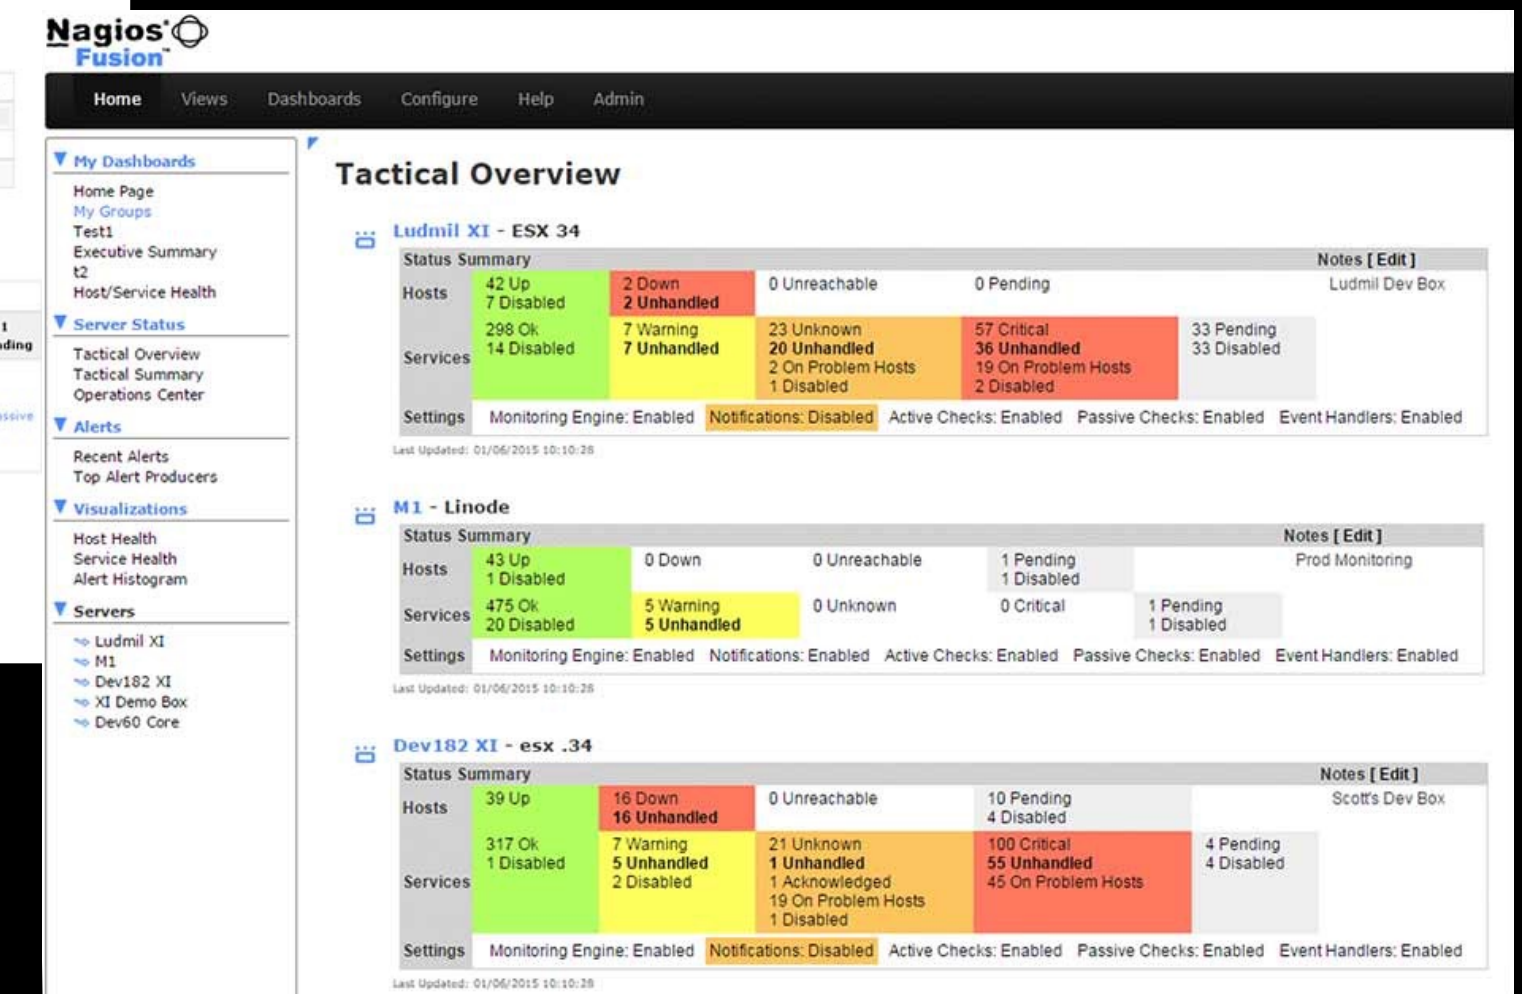 Nagios
Fusion™
Home Views Dashboards Configure Help Admin
1
ding
ssive
My Dashboards
Home Page
My Groups
Test1
Executive Summary
t2
Host/Service Health
Server Status
Tactical Overview
Tactical Summary
Operations Center
Alerts
Recent Alerts
Top Alert Producers
Visualizations
Host Health
Service Health
Alert Histogram
Servers
Ludmil XI
M1
Dev182 XI
XI Demo Box
Dev60 Core
Tactical Overview
Ludmil XI - ESX 34
Status Summary Notes [ Edit ]
Hosts
42 Up
7 Disabled
2 Down
2 Unhandled
0 Unreachable
0 Pending
Ludmil Dev Box
Services
298 Ok
14 Disabled
7 Warning
7 Unhandled
23 Unknown
20 Unhandled
2 On Problem Hosts
1 Disabled
57 Critical
36 Unhandled
19 On Problem Hosts
2 Disabled
33 Pending
33 Disabled
Settings Monitoring Engine: Enabled Notifications: Disabled Active Checks: Enabled Passive Checks: Enabled Event Handlers: Enabled
Last Updated: 01/06/2015 10:10:28
M1 - Linode
Status Summary Notes [ Edit ]
Hosts
43 Up
1 Disabled
0 Down
0 Unreachable
1 Pending
1 Disabled
Prod Monitoring
Services
475 Ok
20 Disabled
5 Warning
5 Unhandled
0 Unknown
0 Critical
1 Pending
1 Disabled
Settings Monitoring Engine: Enabled Notifications: Enabled Active Checks: Enabled Passive Checks: Enabled Event Handlers: Enabled
Last Updated: 01/06/2015 10:10:28
Dev182 XI - esx .34
Status Summary Notes [ Edit ]
Hosts
39 Up
16 Down
16 Unhandled
0 Unreachable
10 Pending
4 Disabled
Scott's Dev Box
Services
317 Ok
1 Disabled
7 Warning
5 Unhandled
2 Disabled
21 Unknown
1 Unhandled
1 Acknowledged
19 On Problem Hosts
1 Disabled
100 Critical
55 Unhandled
45 On Problem Hosts
4 Pending
4 Disabled
Settings Monitoring Engine: Enabled Notifications: Disabled Active Checks: Enabled Passive Checks: Enabled Event Handlers: Enabled
Last Updated: 01/06/2015 10:10:28